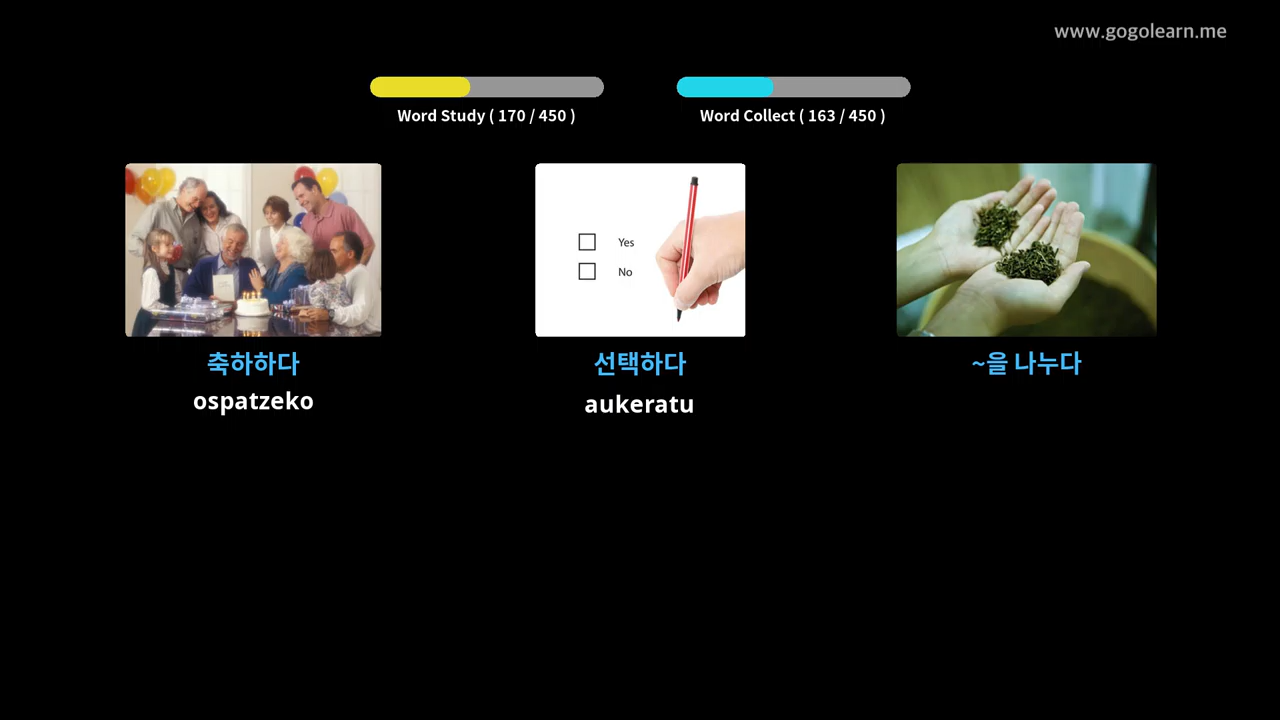 www.gogolearn.me
Word Study ( 170 / 450 )
Word Collect ( 163 / 450 )
Yes
No
축하하다
선택하다
~을 나누다
ospatzeko
aukeratu